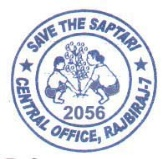 SAVE THE SAPTARI
2056
CENTRAL OFFICE, RAJBIRAJ-7